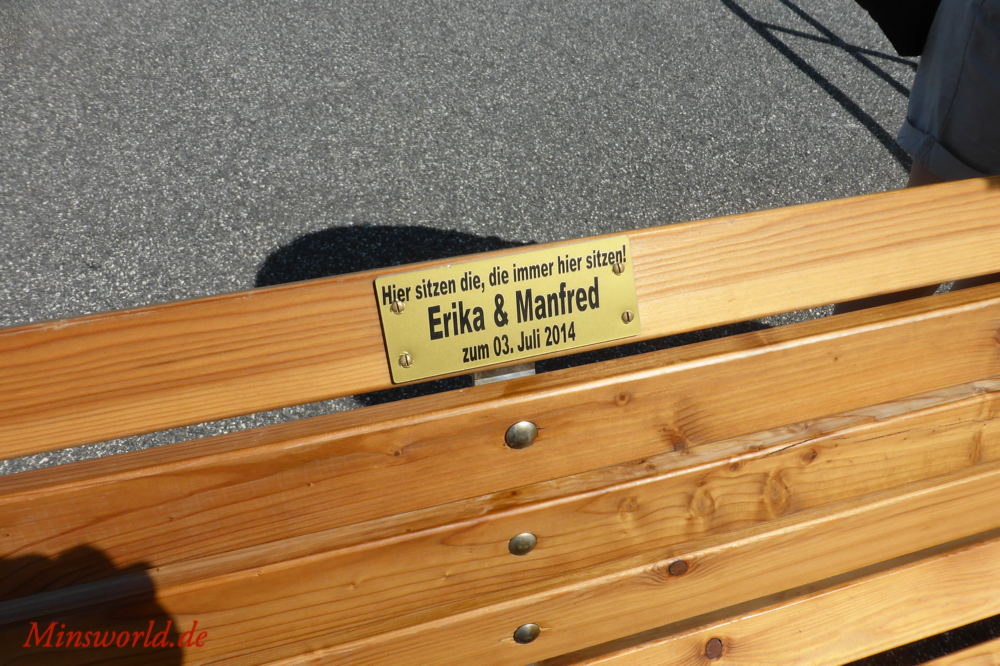 Hier sitzen die, die immer hier sitzen!
Erika & Manfred
zum 03. Juli 2014
Minsworld.de